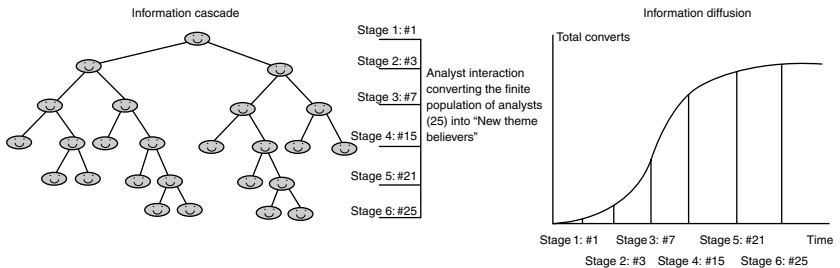 Information cascade
Stage 1: #1
Stage 2: #3
Stage 3: #7
Stage 4: #15
Stage 5: #21
Stage 6: #25
Analyst interaction
converting the finite
population of analysts
(25) into “New theme
believers”
Information diffusion
Total converts
Stage 1: #1 Stage 3: #7 Stage 5: #21 Time
Stage 2: #3 Stage 4: #15 Stage 6: #25